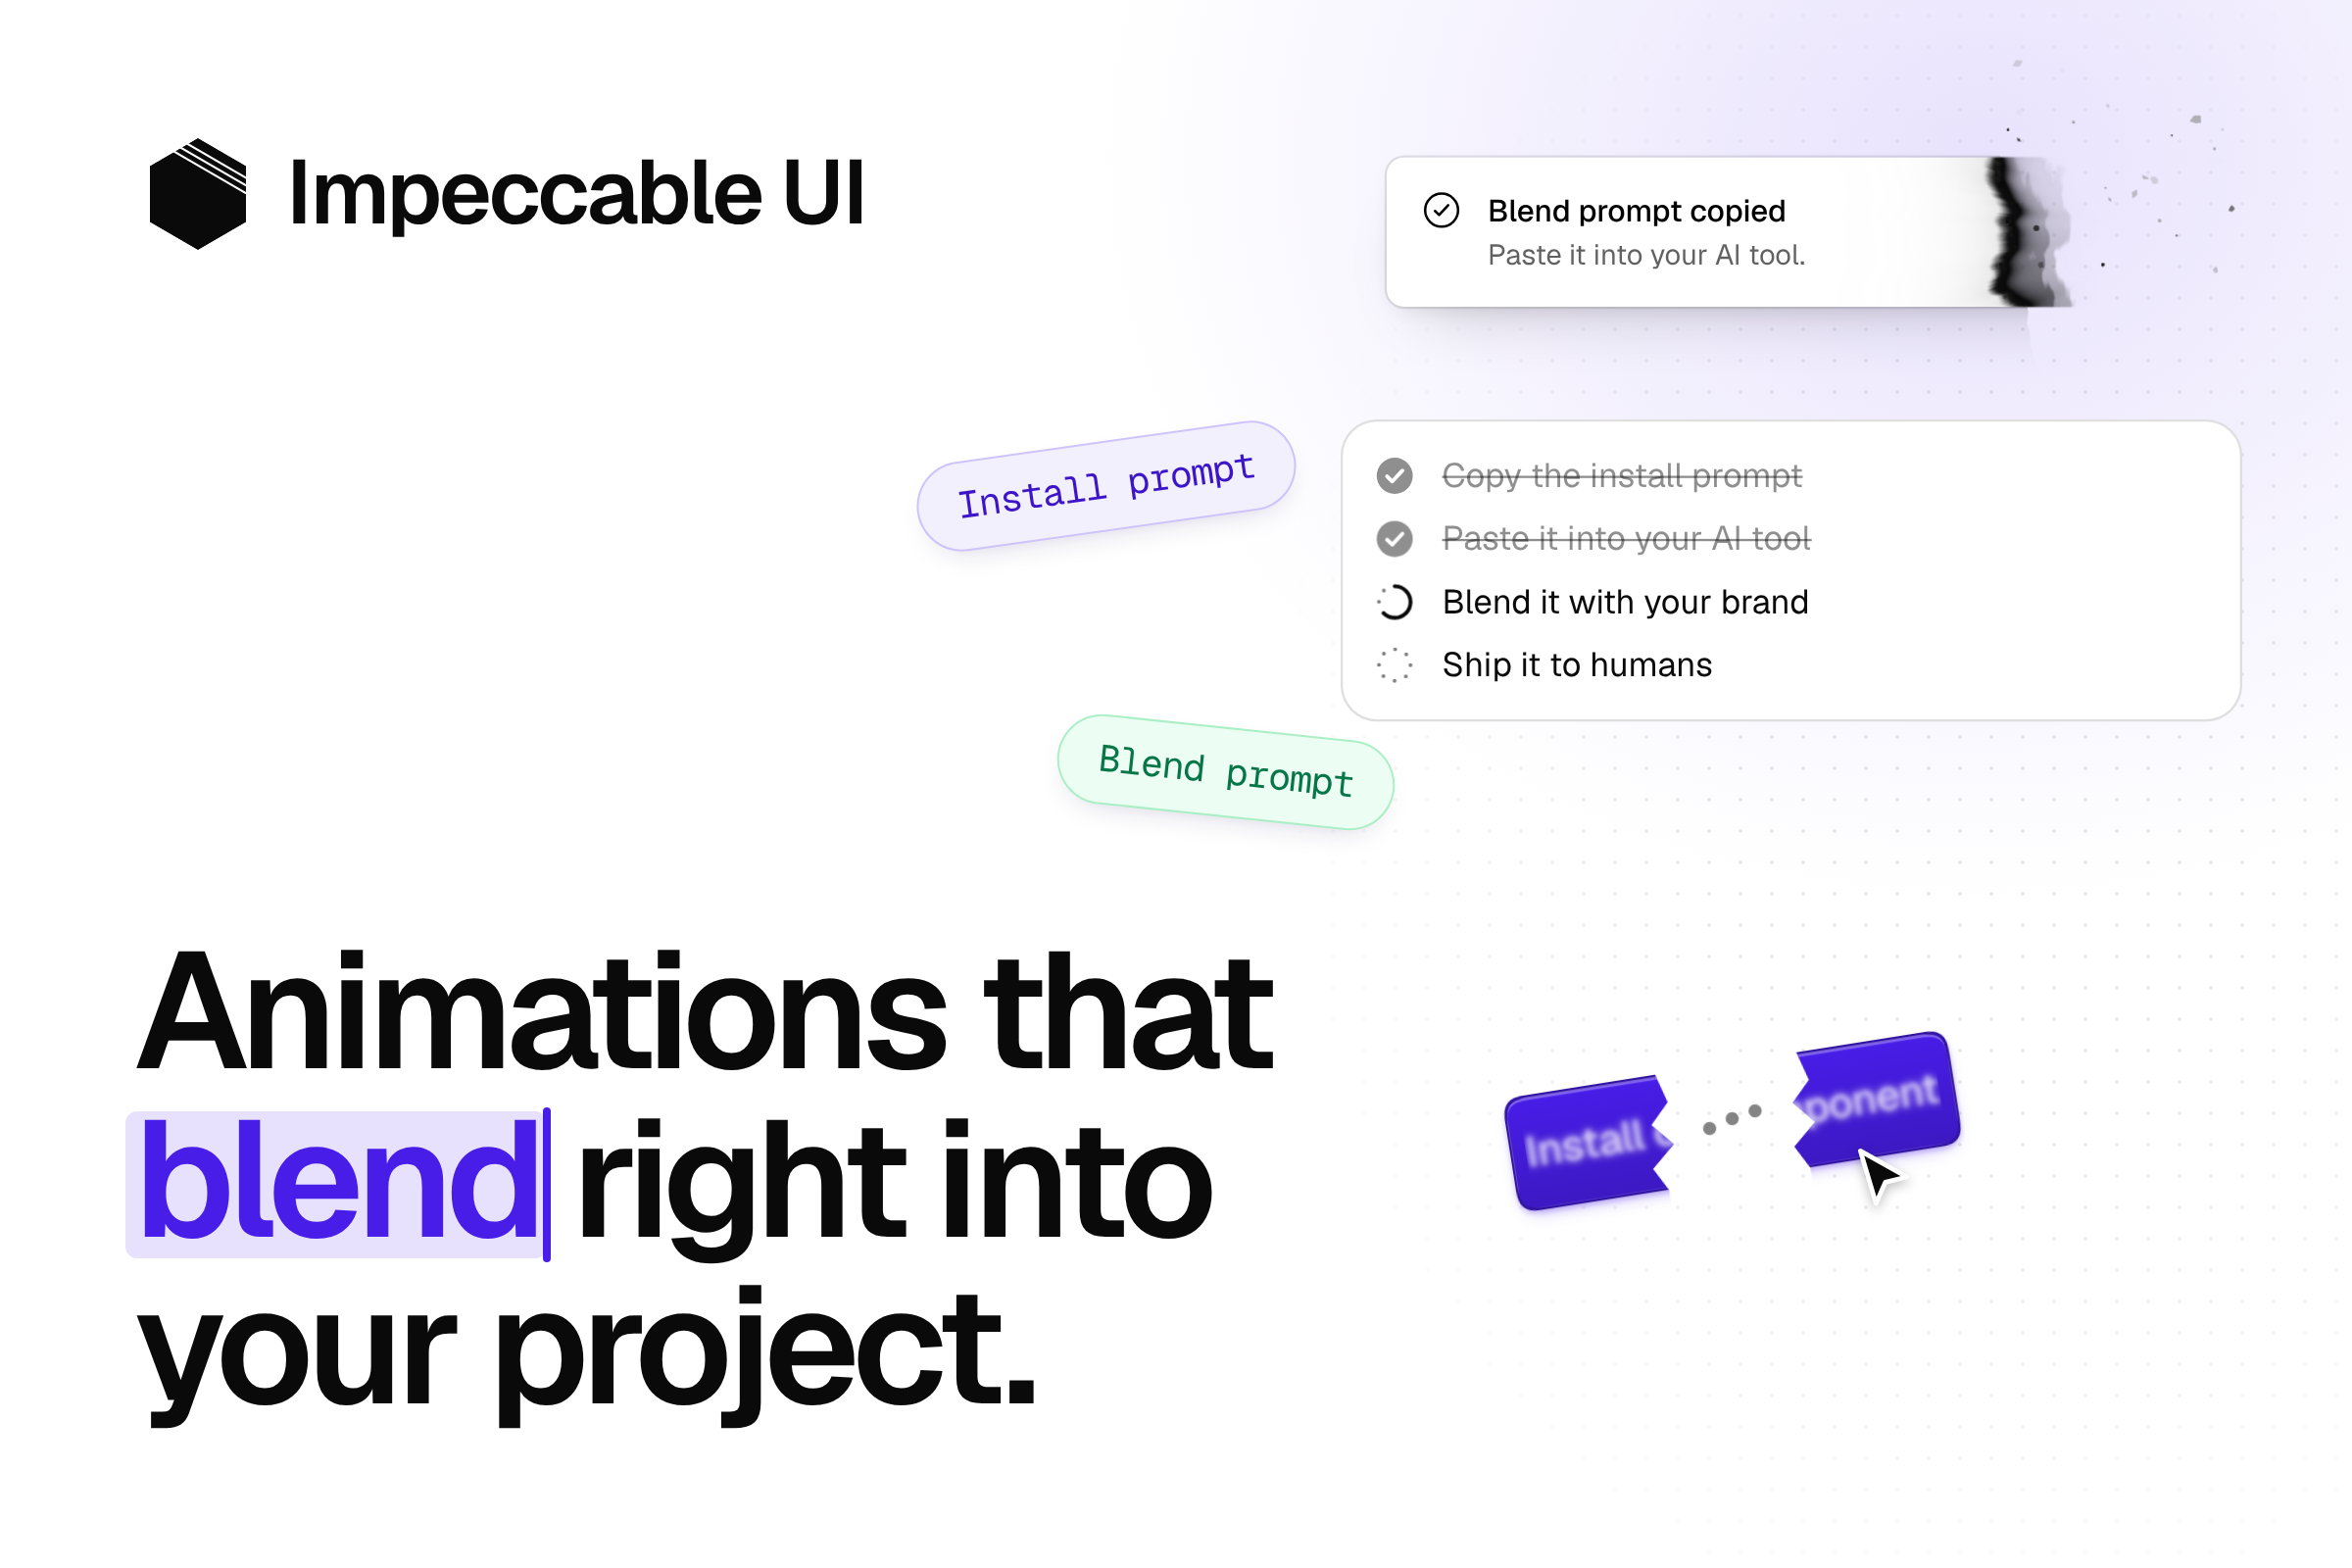 Impeccable UI
Blend prompt copied
Paste it into your AI tool.
Install prompt
Copy the install prompt
Paste it into your AI tool
Blend it with your brand
Ship it to humans
Blend prompt
Animations that
blend right into
your project.
Install
ponent